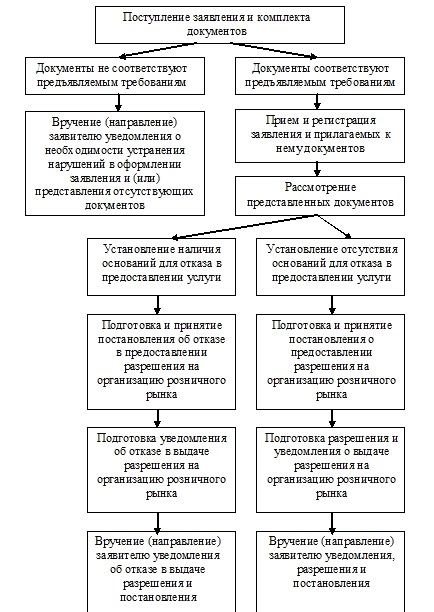 Поступление заявления и комплекта
документов
Документы не соответствуют
предъявляемым требованиям
Документы соответствуют
предъявляемым требованиям
Вручение (направление)
заявителю уведомления о
необходимости устранения
нарушений в оформлении
заявления и (или)
представления отсутствующих
документов
Прием и регистрация
заявления и прилагаемых к
нему документов
Рассмотрение
представленных документов
Установление наличия
оснований для отказа в
предоставлении услуги
Установление отсутствия
оснований для отказа в
предоставлении услуги
Подготовка и принятие
постановления об отказе
в предоставлении
разрешения на
организацию розничного
рынка
Подготовка и принятие
постановления о
предоставлении
разрешения на
организацию розничного
рынка
Подготовка уведомления
об отказе в выдаче
разрешения на
организацию розничного
рынка
Подготовка разрешения и
уведомления о выдаче
разрешения на
организацию розничного
рынка
Вручение (направление)
заявителю уведомления
об отказе в выдаче
разрешения и
постановления
Вручение (направление)
заявителю уведомления,
разрешения и
постановления